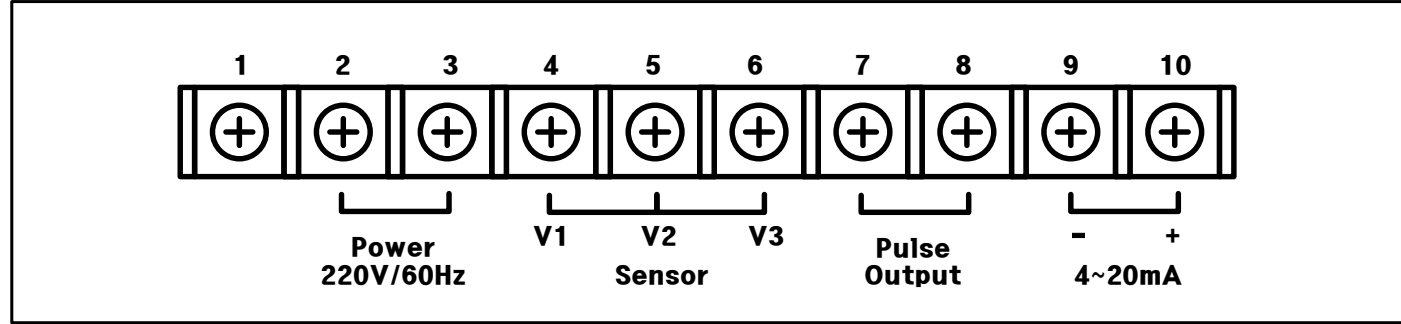 1 2 3 4 5 6 7 8 9 10
V1 V2 V3 - +
Power Pulse
220V/60Hz Sensor Output 4~20mA